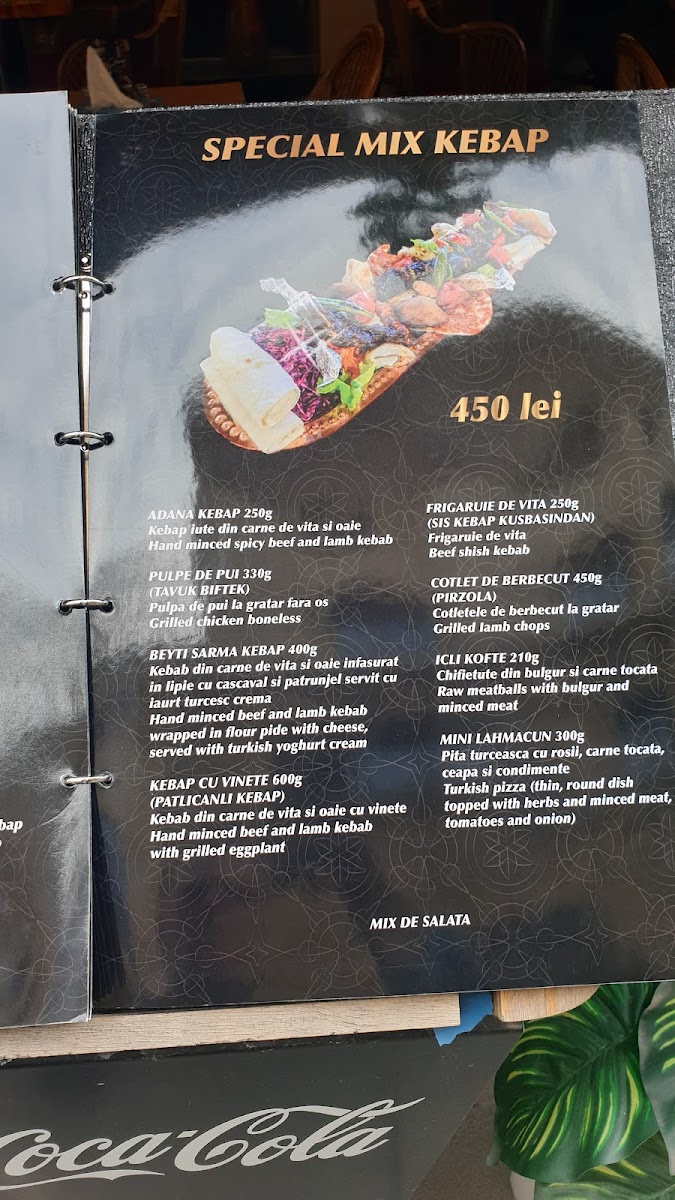 SPECIAL MIX KEBAP
450 lei
ADANA KEBAP 250g
Kebap iute din carne de vita si oaie
Hand minced spicy beef and lamb kebab
PULPE DE PUI 330g
(TAVUK BIFTEK)
Pulpa de pui la gratar fara os
Grilled chicken boneless
BEYTI SARMA KEBAP 400g
Kebab din carne de vita si oaie infasurat
in lipie cu cascaval si patrunjel servit cu
iaurt turcesc crema
Hand minced beef and lamb kebab
wrapped in flour pide with cheese,
served with turkish yoghurt cream
KEBAP CU VINETE 600g
(PATLICANLI KEBAP)
Kebab din carne de vita si oaie cu vinete
Hand minced beef and lamb kebab
with grilled eggplant
FRIGARUIE DE VITA 250g
(SIS KEBAP KUSBASINDAN)
Frigaruie de vita
Beef shish kebab
COTLET DE BERBECUT 450g
(PIRZOLA)
Cotletele de berbecut la gratar
Grilled lamb chops
ICLI KOFTE 210g
Chifletute din bulgur si carne tocata
Raw meatballs with bulgur and
minced meat
MINI LAHMACUN 300g
Pita turceasca cu rosii, carne tocata,
ceapa si condimente
Turkish pizza (thin, round dish
topped with herbs and minced meat,
tomatoes and onion)
MIX DE SALATA
Coca-Cola